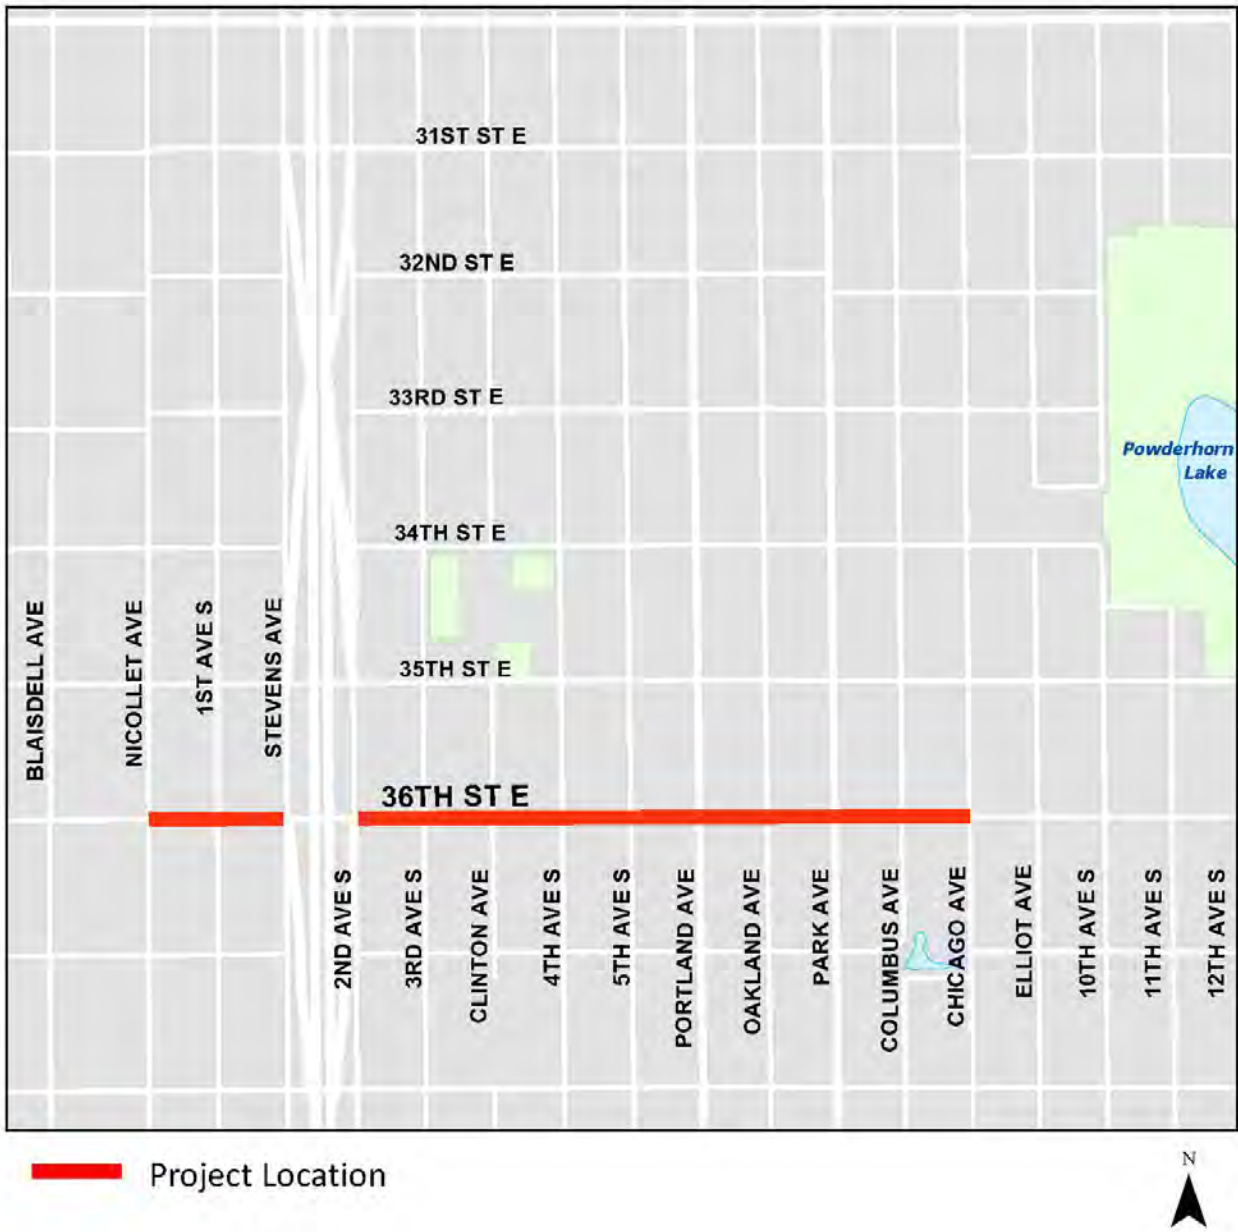 31ST ST E
32ND ST E
33RD ST E
Powderhorn
Lake
34TH ST E
BLAISDELL AVE
NICOLLET AVE
1ST AVE S
STEVENS AVE
35TH ST E
36TH ST E
2ND AVE S
3RD AVE S
CLINTON AVE
4TH AVE S
5TH AVE S
PORTLAND AVE
OAKLAND AVE
PARK AVE
COLUMBUS AVE
CHICAGO AVE
ELLIOT AVE
10TH AVE S
11TH AVE S
12TH AVE S
Project Location
N